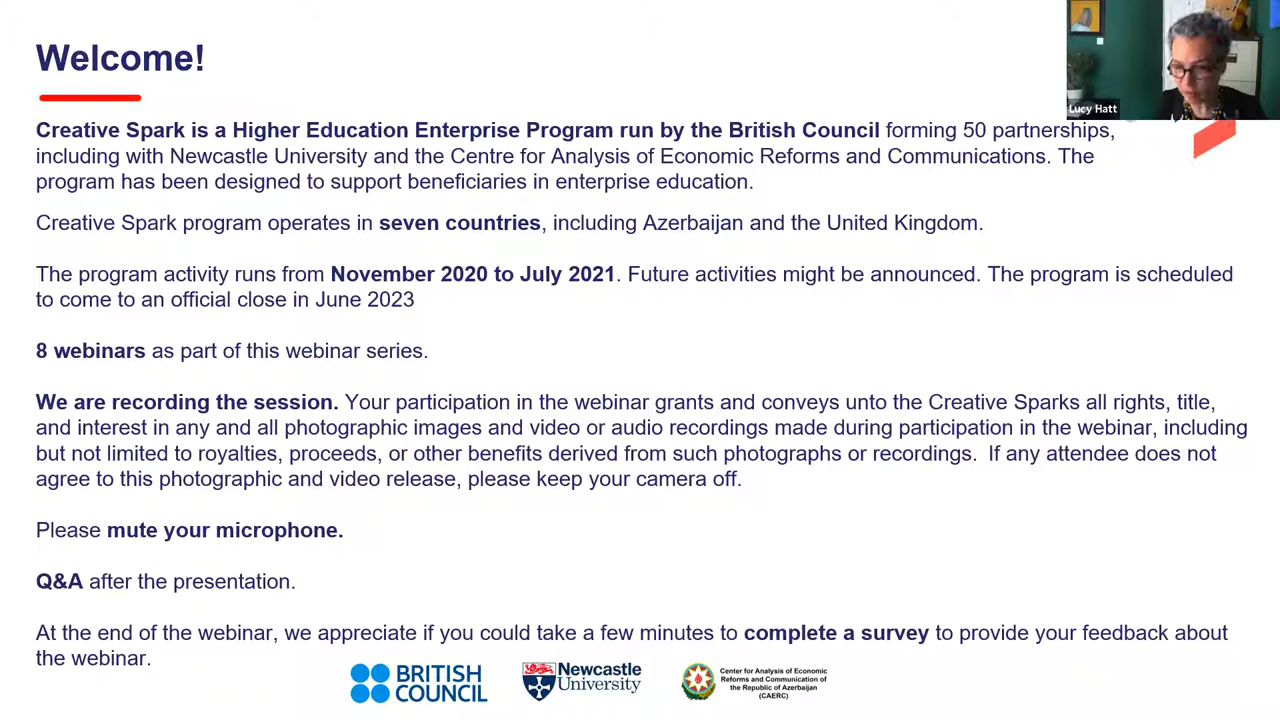 Welcome!
Lucy Hatt
Creative Spark is a Higher Education Enterprise Program run by the British Council forming 50 partnerships,
including with Newcastle University and the Centre for Analysis of Economic Reforms and Communications. The
program has been designed to support beneficiaries in enterprise education.
Creative Spark program operates in seven countries, including Azerbaijan and the United Kingdom.
The program activity runs from November 2020 to July 2021. Future activities might be announced. The program is scheduled
to come to an official close in June 2023
8 webinars as part of this webinar series.
We are recording the session. Your participation in the webinar grants and conveys unto the Creative Sparks all rights, title,
and interest in any and all photographic images and video or audio recordings made during participation in the webinar, including
but not limited to royalties, proceeds, or other benefits derived from such photographs or recordings. If any attendee does not
agree to this photographic and video release, please keep your camera off.
Please mute your microphone.
Q&A after the presentation.
At the end of the webinar, we appreciate if you could take a few minutes to complete a survey to provide your feedback about
the webinar.
BRITISH
COUNCIL
Newcastle
University
Center for Analysis of Economic
Reforms and Communication of
the Republic of Azerbaijan
(CAERC)